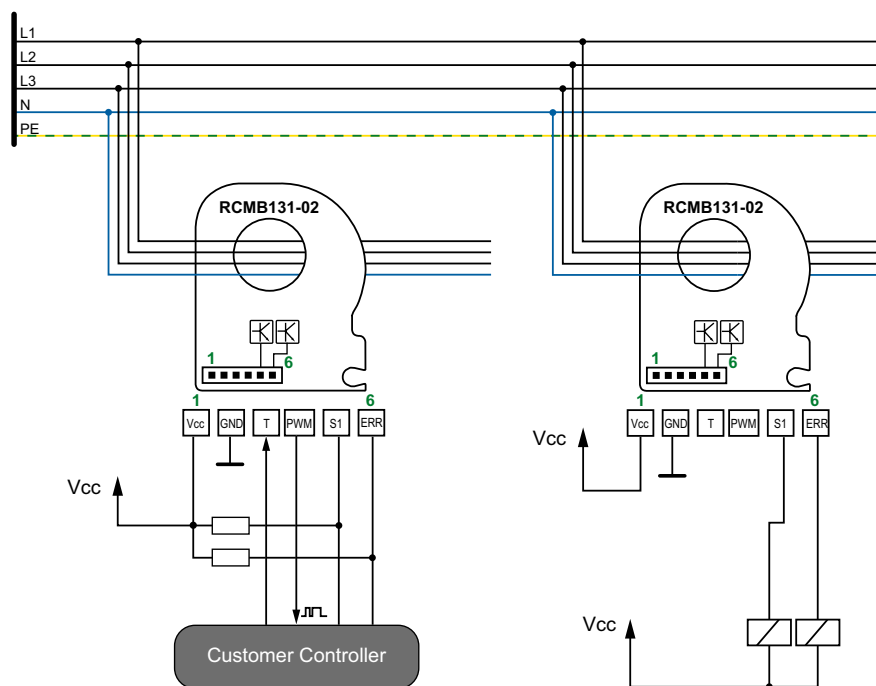 L1
L2
L3
N
PE
RCMB131-02 RCMB131-02
1 6 1 6
1 6 1 6
Vcc GND T PWM S1 ERR Vcc GND T PWM S1 ERR
Vcc
Vcc
Vcc
Customer Controller